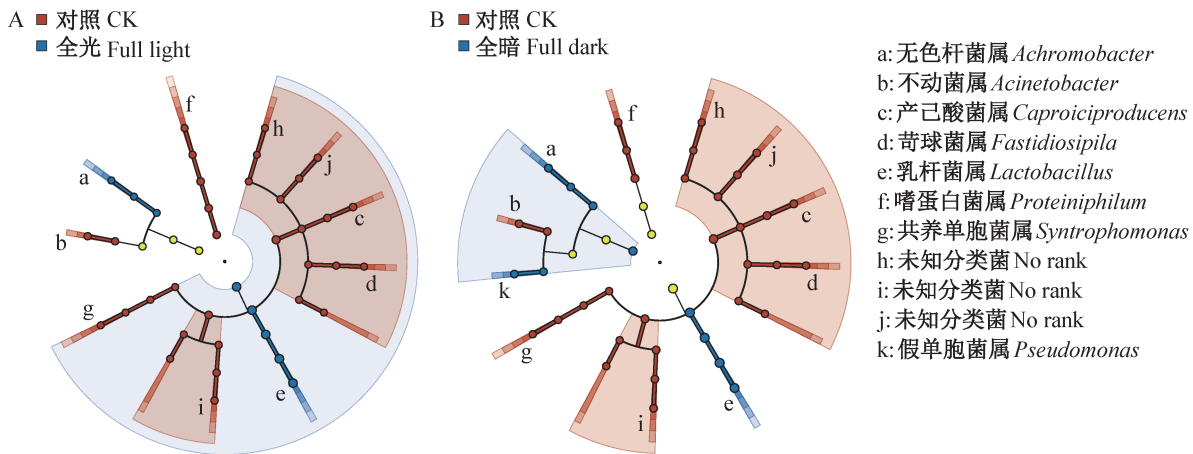 A
对照 CK
全光 Full light
f
h
j
a
c
b
d
g
e
i
B
对照 CK
全暗 Full dark
f
h
a
j
b
c
k
d
g
e
i
a:无色杆菌属 Achromobacter
b:不动菌属 Acinetobacter
c:产己酸菌属 Caproiciproducens
d:苛球菌属 Fastidiosipila
e:乳杆菌属 Lactobacillus
f:嗜蛋白菌属 Proteiniphilum
g:共养单胞菌属 Syntrophomonas
h:未知分类菌 No rank
i:未知分类菌 No rank
j:未知分类菌 No rank
k:假单胞菌属 Pseudomonas